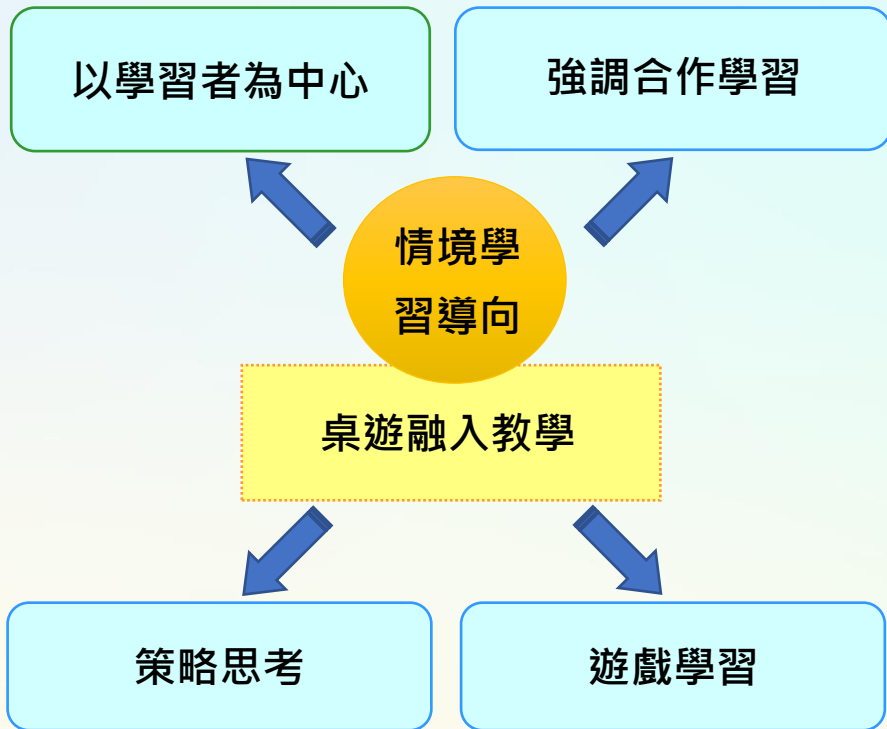 以學習者為中心
強調合作學習
情境學
習導向
桌遊融入教學
策略思考
遊戲學習